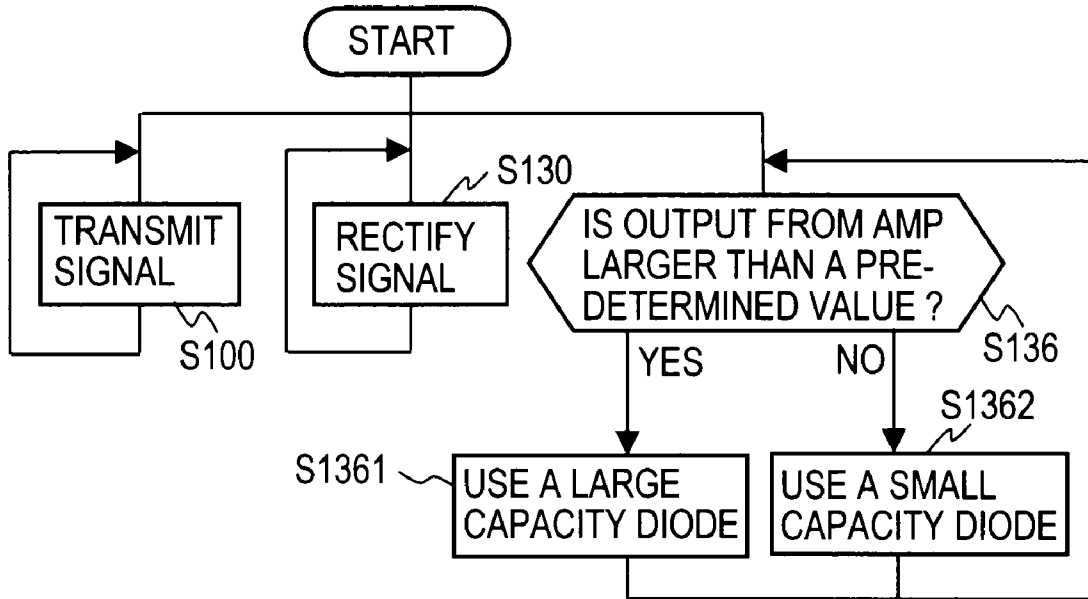 START
S130
TRANSMIT
SIGNAL
S100
RECTIFY
SIGNAL
IS OUTPUT FROM AMP
LARGER THAN A PRE-
DETERMINED VALUE ?
S136
YES
NO
S1361
USE A LARGE
CAPACITY DIODE
S1362
USE A SMALL
CAPACITY DIODE